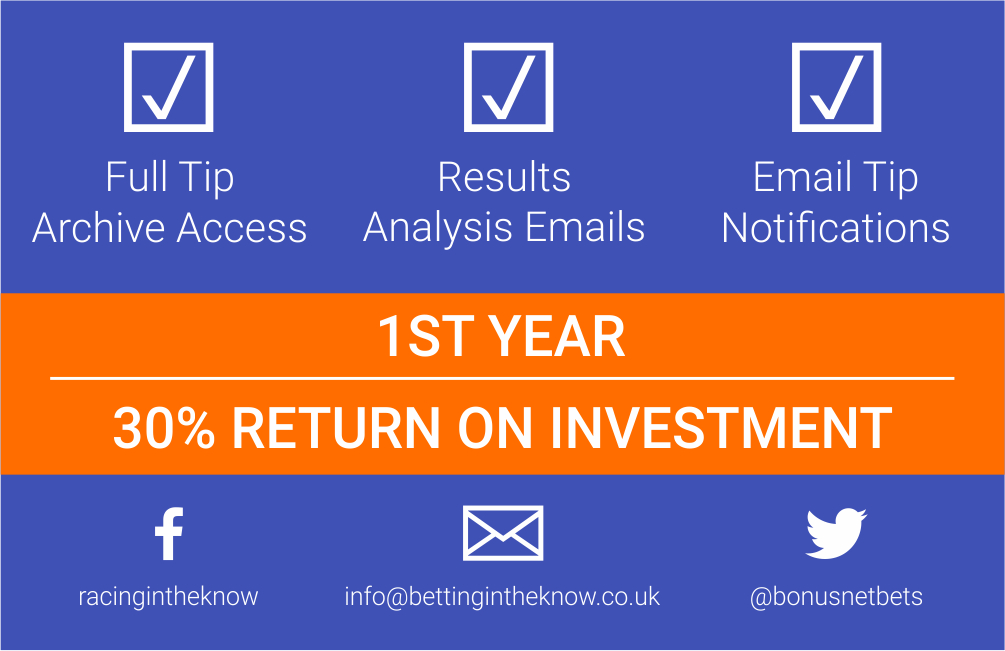 Full Tip
Archive Access
Results
Analysis Emails
Email Tip
Notifications
1ST YEAR
30% RETURN ON INVESTMENT
racingintheknow
info@bettingintheknow.co.uk
@bonusnetbets